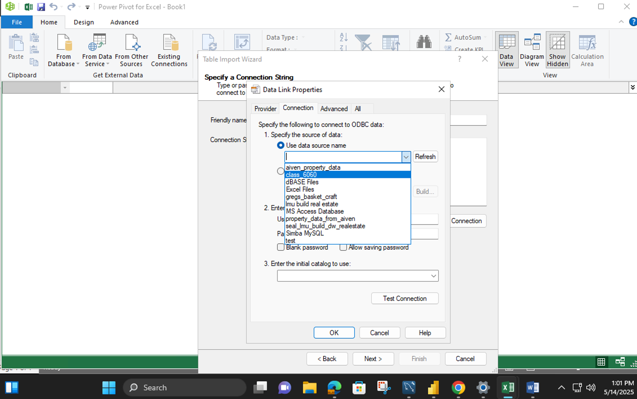 Power Pivot for Excel - Book1
File Home Design Advanced
Paste
Clipboard
From Database
From Data Service
From Other Sources
Existing Connections
Get External Data
Data Type :
Format :
AutoSum
Create KPI
Data View
Diagram View
Show Hidden
Calculation Area
View
Table Import Wizard
?
Specify a Connection String
Type or pa
connect to
Friendly name
Connection S
Connection
Data Link Properties
Provider Connection Advanced All
Specify the following to connect to ODBC data:
1. Specify the source of data:
Use data source name
Refresh
aiven_property_data
class_6060
dBASE Files
Excel Files
gregs_basket_craft
lmu build real estate
MS Access Database
property_data_from_aiven
seal_lmu_build_dw_realestate
Simba MySQL
test
Build...
2. Enter
Us
Pa
Blank password
Allow saving password
3. Enter the initial catalog to use:
Test Connection
OK Cancel Help
< Back Next > Finish Cancel
Search
1:01 PM
5/14/2025